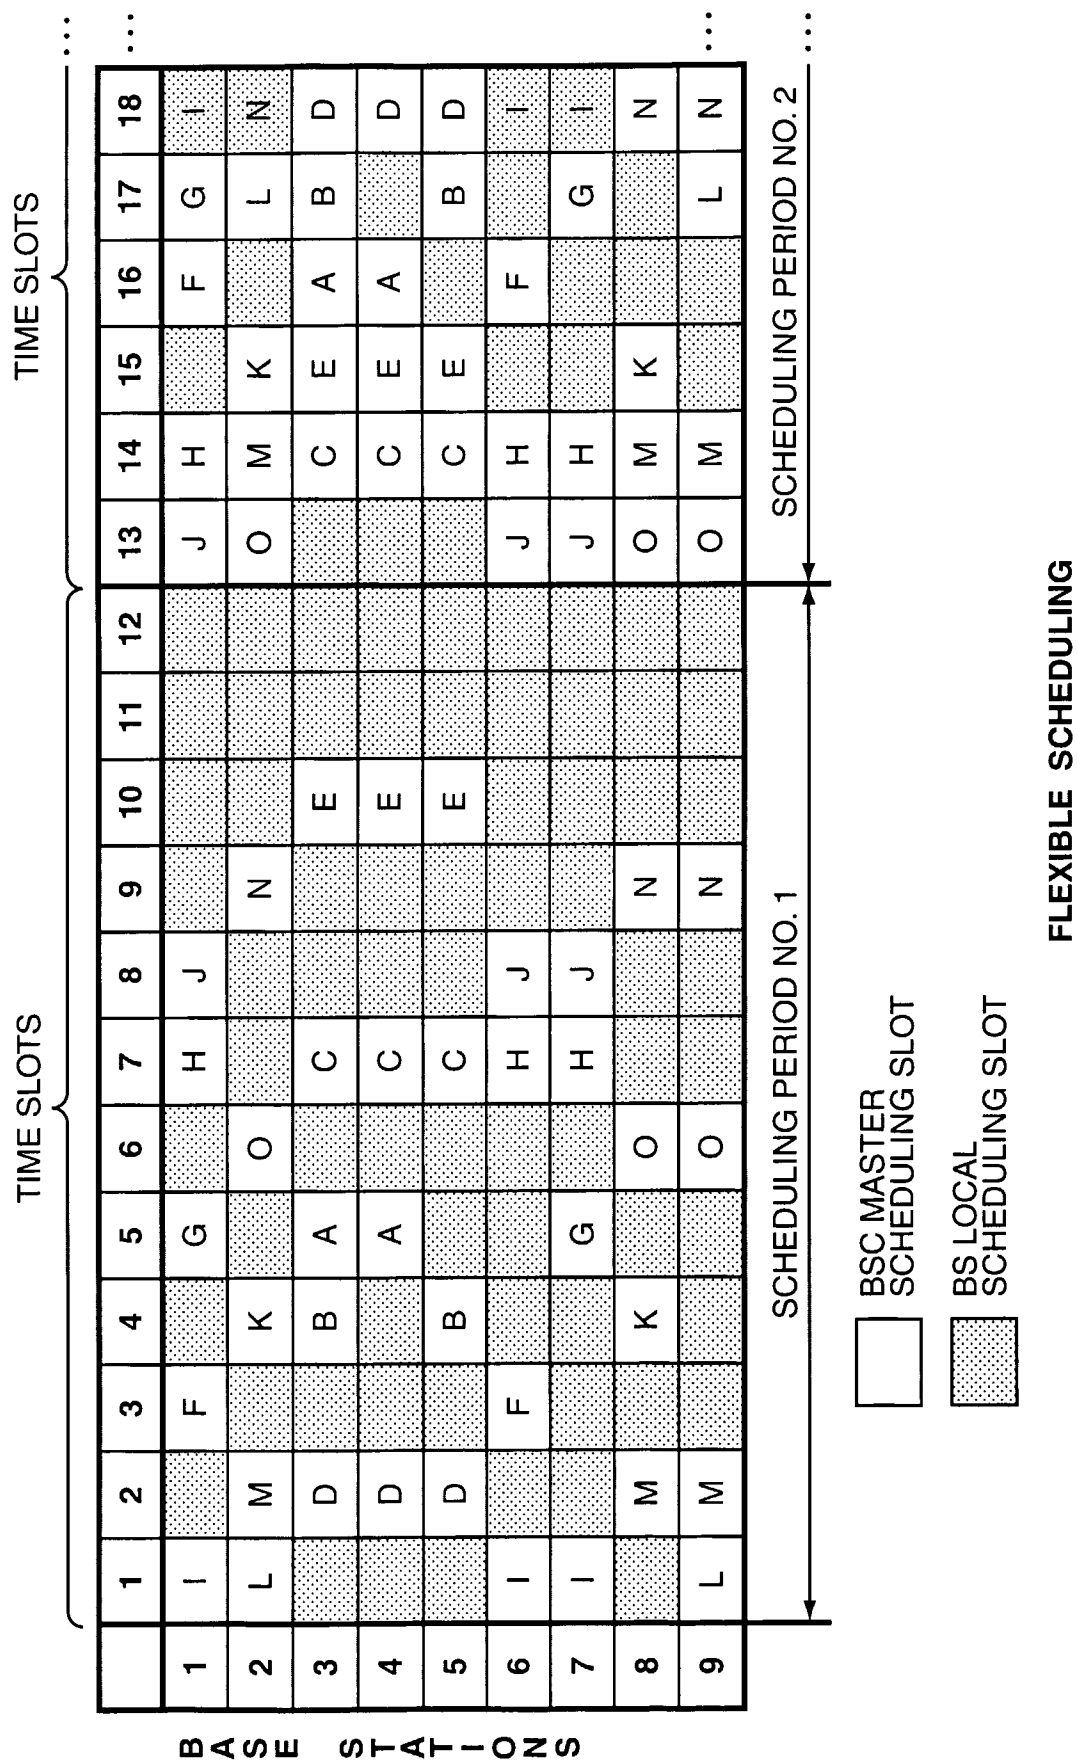 TIME SLOTS TIME SLOTS
1 2 3 4 5 6 7 8 9 10 11 12 13 14 15 16 17 18 ...
BASE STATIONS
1 I F G H J J H F G I
2 L M K O N O M K L N
3 D B A C E C E A B D
4 D A C E C E A D
5 D B C E C E B D
6 I F H J J H F I
7 I G H J J H G I
8 M K O N O M K N
9 L M O N O M L N ...
SCHEDULING PERIOD NO. 1 SCHEDULING PERIOD NO. 2 ...
BSC MASTER
SCHEDULING SLOT
BS LOCAL
SCHEDULING SLOT
FLEXIBLE SCHEDULING